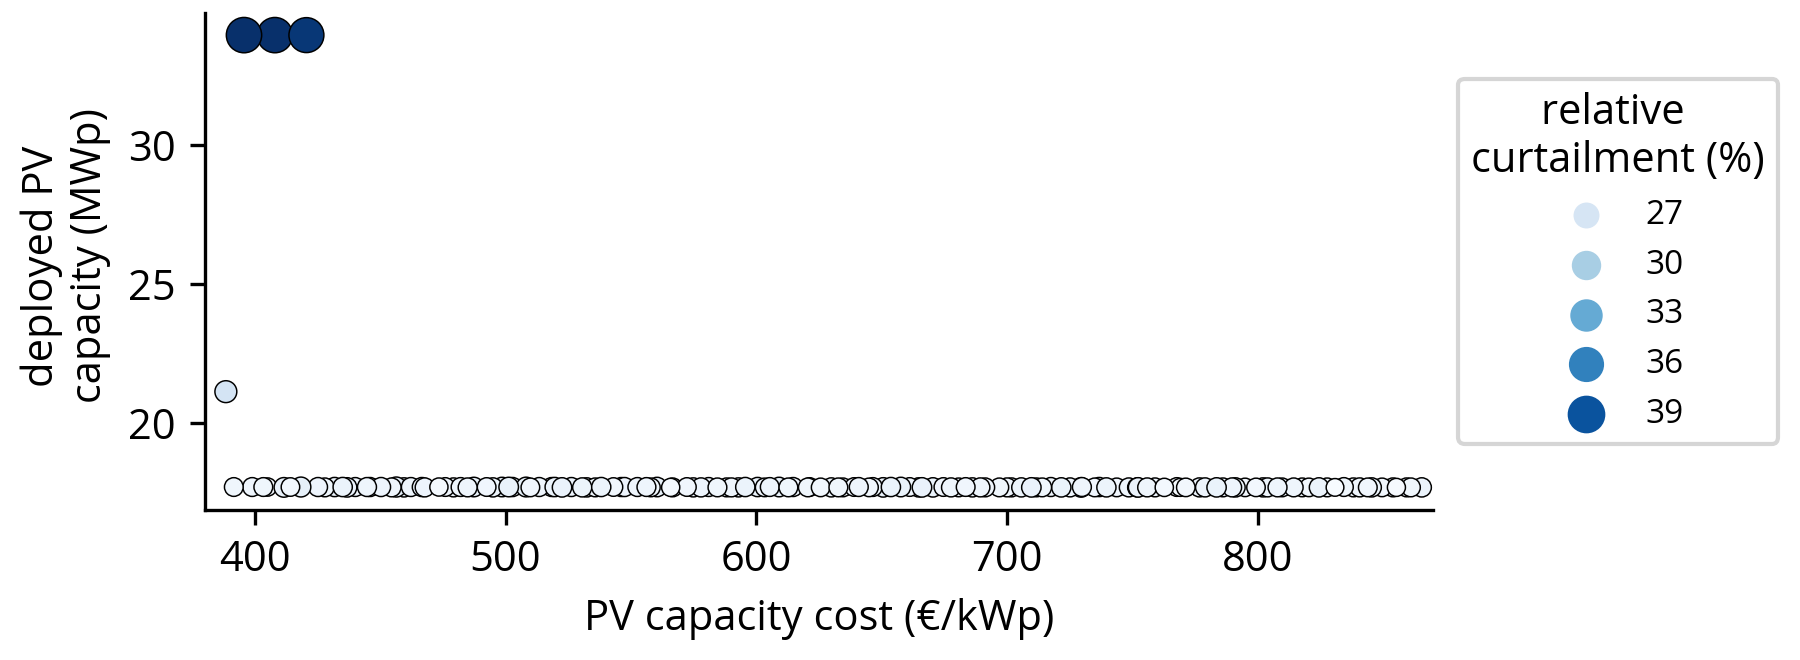 deployed PV
capacity (MWp)
30
25
20
400
500
600
700
800
PV capacity cost (€/kWp)
relative
curtailment (%)
27
30
33
36
39